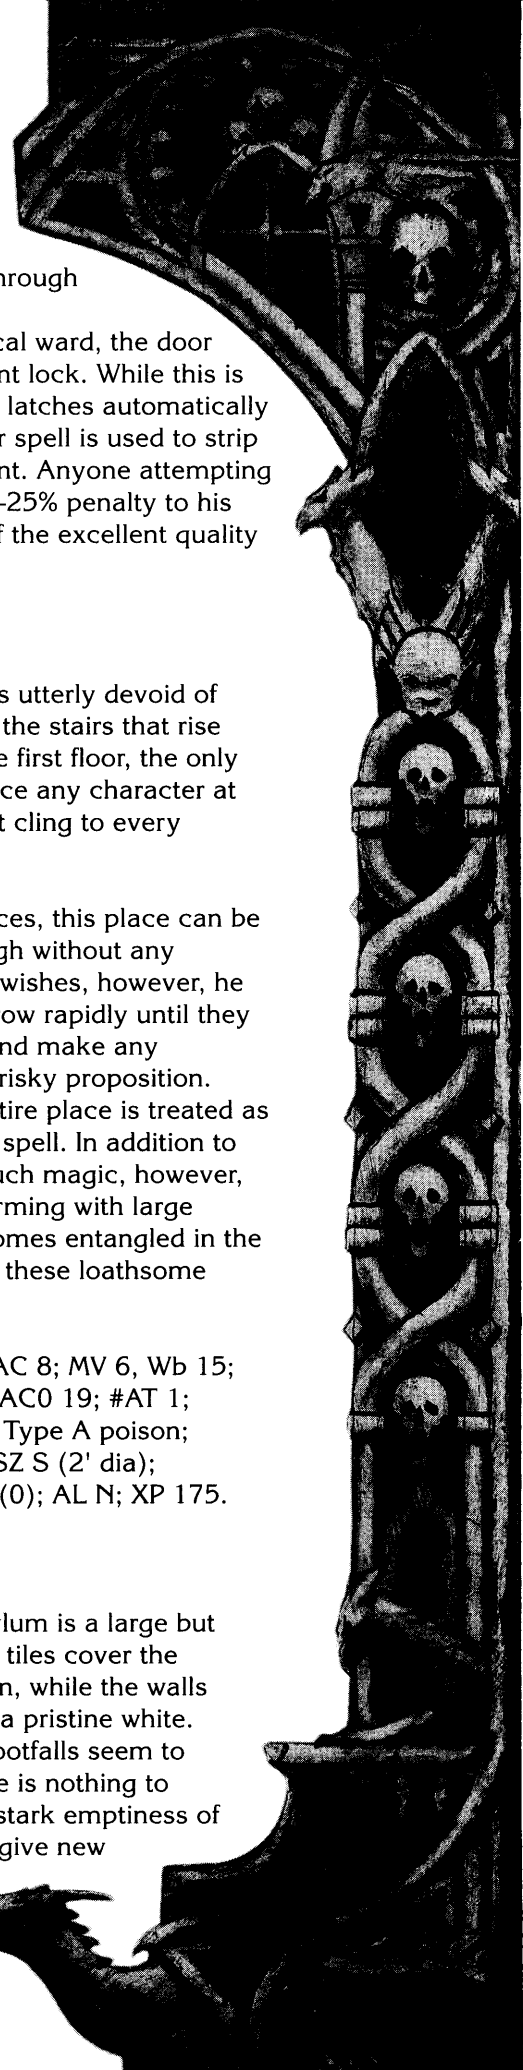 hrough
cal ward, the door
nt lock. While this is
latches automatically
r spell is used to strip
nt. Anyone attempting
-25% penalty to his
f the excellent quality
s utterly devoid of
the stairs that rise
e first floor, the only
ce any character at
t cling to every
ces, this place can be
gh without any
wishes, however, he
ow rapidly until they
nd make any
risky proposition.
tire place is treated as
spell. In addition to
uch magic, however,
rming with large
omes entangled in the
these loathsome
AC 8; MV 6, Wb 15;
AC0 19; #AT 1;
Type A poison;
SZ S (2' dia);
(0); AL N; XP 175.
lum is a large but
tiles cover the
n, while the walls
a pristine white.
ootfalls seem to
e is nothing to
stark emptiness of
give new